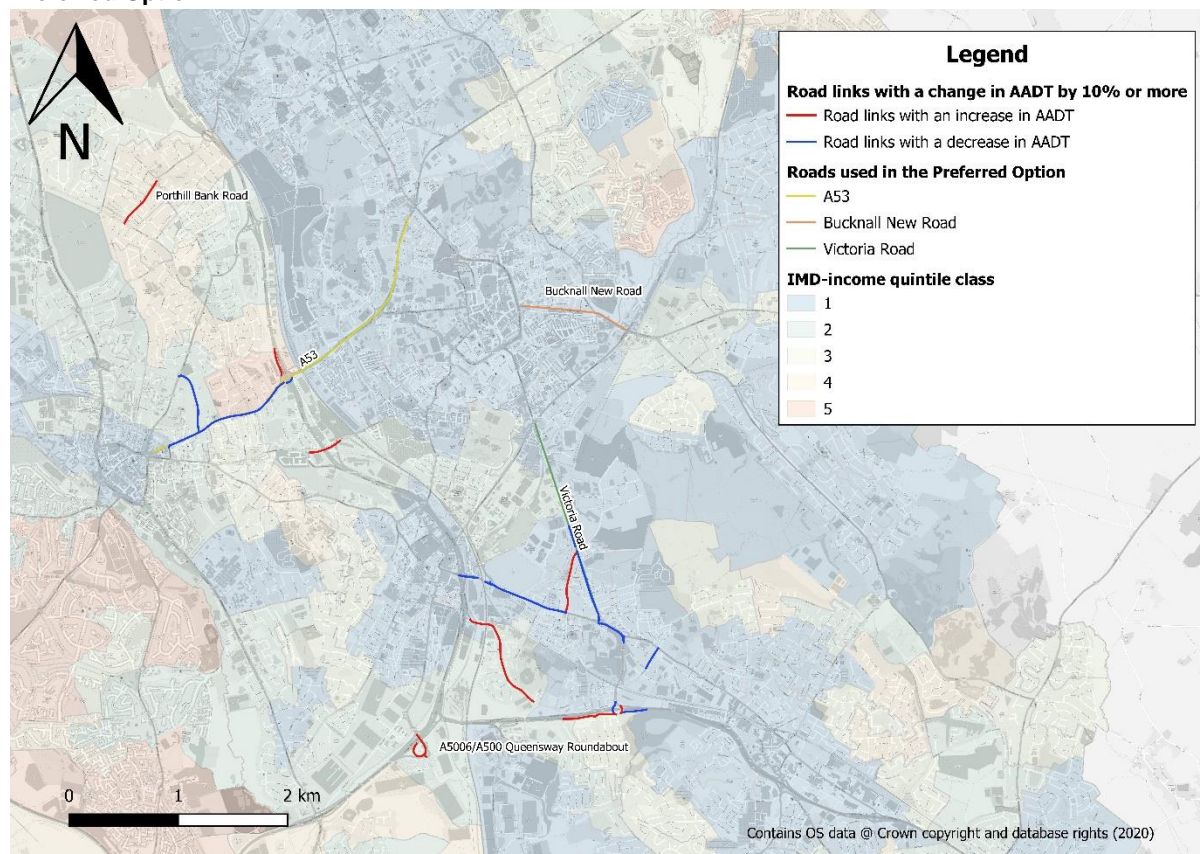 N
Legend
Road links with a change in AADT by 10% or more
Road links with an increase in AADT
Road links with a decrease in AADT
Roads used in the Preferred Option
A53
Bucknall New Road
Victoria Road
IMD-income quintile class
1
2
3
4
5
Porthill Bank Road
Bucknall New Road
A53
Victoria Road
A5006/A500 Queensway Roundabout
0 1 2 km
Contains OS data @ Crown copyright and database rights (2020)